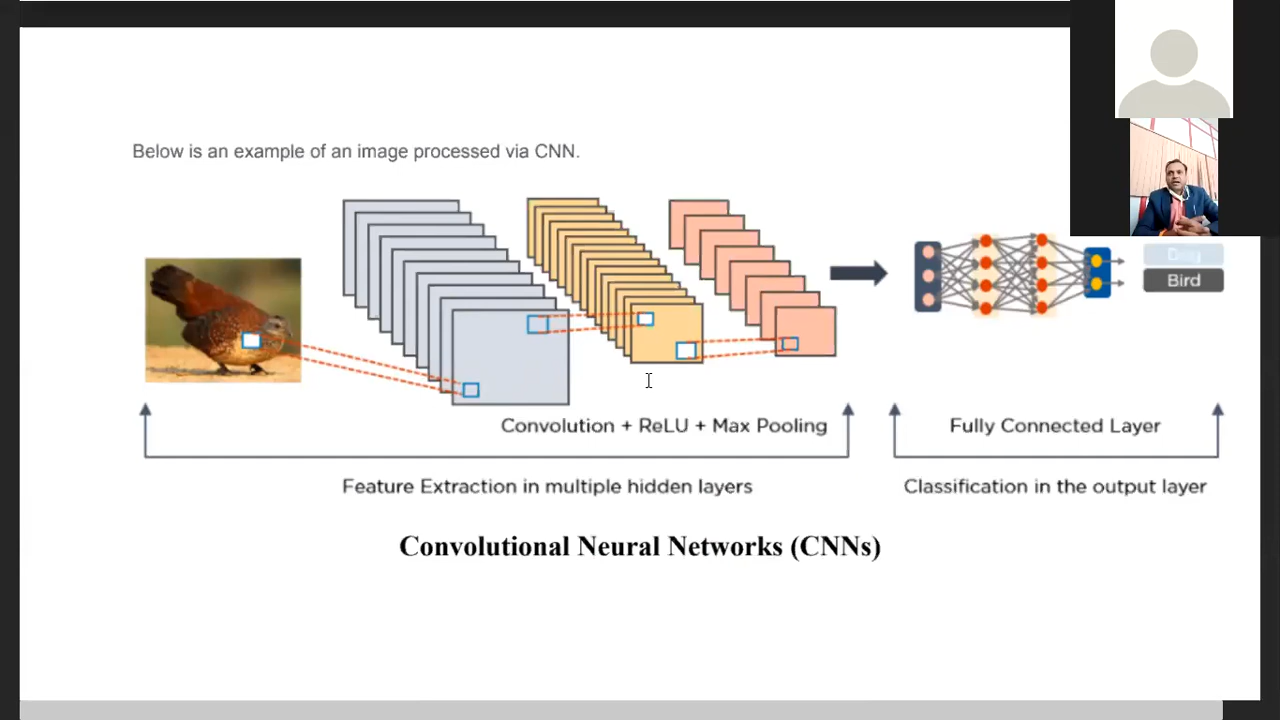 Below is an example of an image processed via CNN.
Bird
Convolution + ReLU + Max Pooling
Fully Connected Layer
Feature Extraction in multiple hidden layers
Classification in the output layer
Convolutional Neural Networks (CNNs)